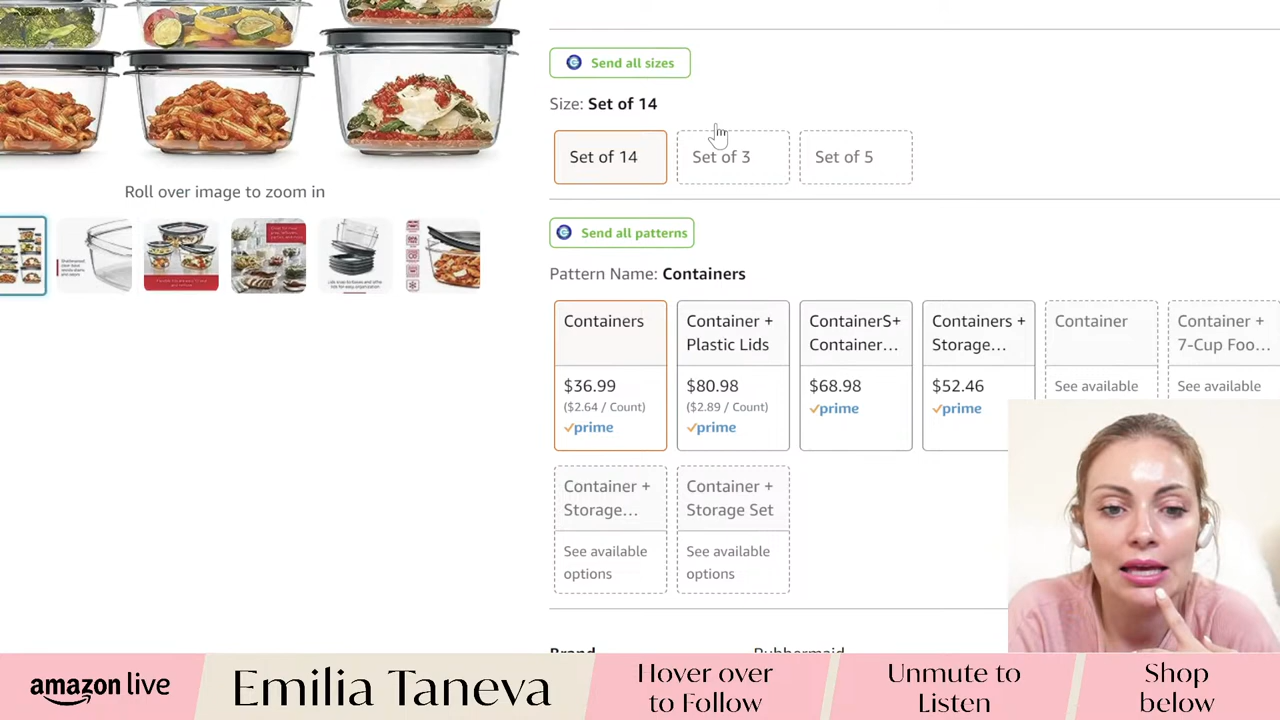 Send all sizes
Size: Set of 14
Set of 14
Set of 3
Set of 5
Roll over image to zoom in
Send all patterns
Pattern Name: Containers
Containers
$36.99
($2.64 / Count)
prime
Container +
Plastic Lids
$80.98
($2.89 / Count)
prime
ContainerS+
Container...
$68.98
prime
Containers +
Storage...
$52.46
prime
Container
See available
Container +
7-Cup Foo...
See available
Container +
Storage...
See available
options
Container +
Storage Set
See available
options
Brand
Rubbermaid
amazon live
Emilia Taneva
Hover over
to Follow
Unmute to
Listen
Shop
below